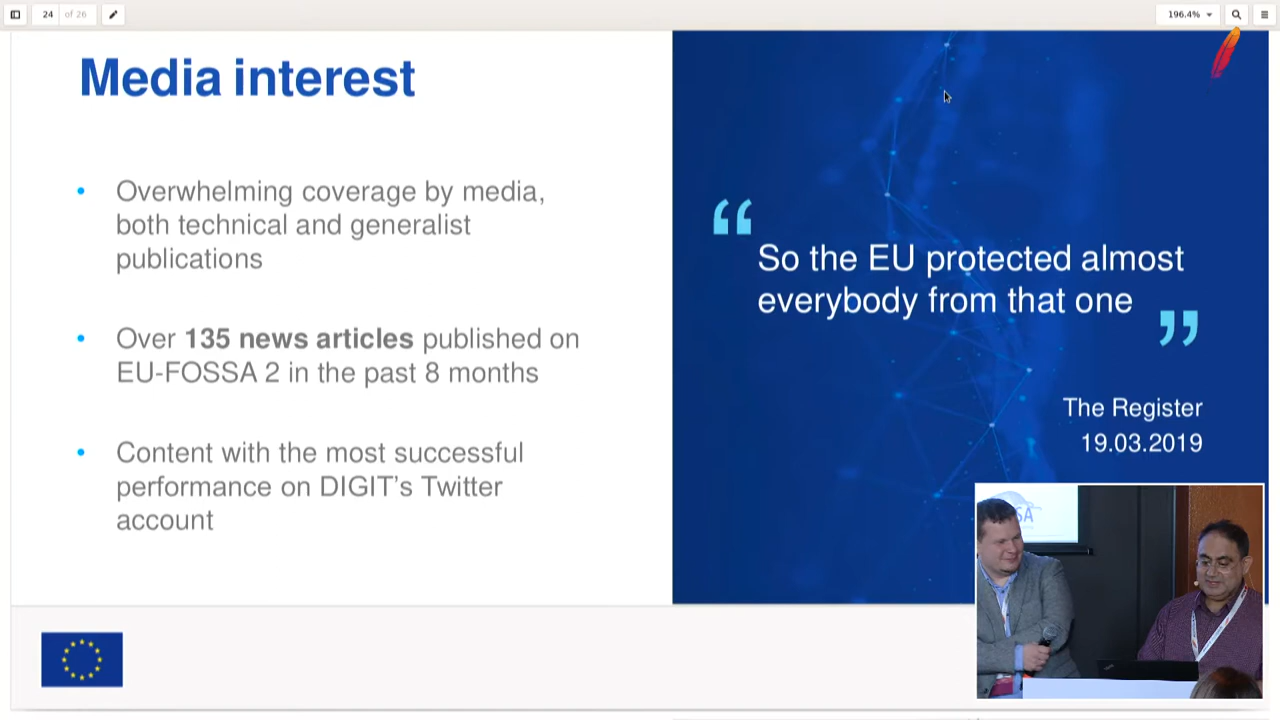 24
of 26
196.4%
Media interest
• Overwhelming coverage by media,
both technical and generalist
publications
• Over 135 news articles published on
EU-FOSSA 2 in the past 8 months
• Content with the most successful
performance on DIGIT’s Twitter
account
“
So the EU protected almost
everybody from that one
”
The Register
19.03.2019
SA